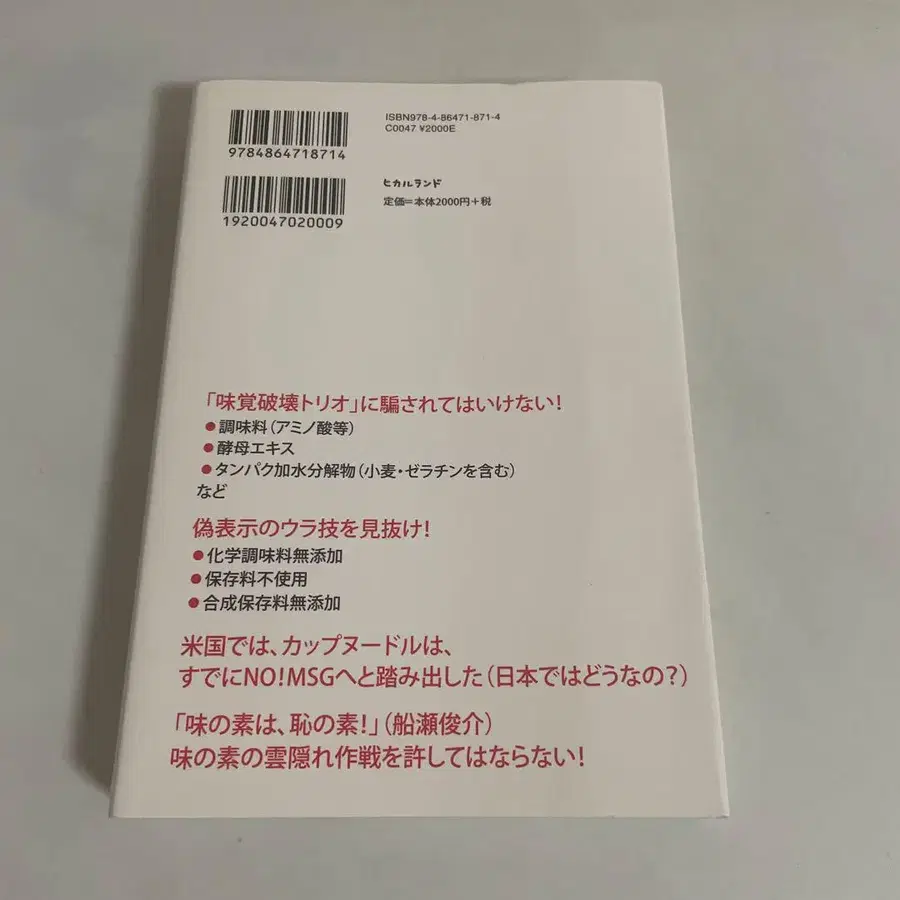 ISBN978-4-86471-871-4
C0047 ¥2000E
9784864718714
ヒカルランド
定価=本体2000円+税
1920047020009
「味覚破壊トリオ」に騙されてはいけない!
●調味料(アミノ酸等)
●酵母エキス
●タンパク加水分解物(小麦・ゼラチンを含む)
など
偽表示のウラ技を見抜け!
●化学調味料無添加
●保存料不使用
●合成保存料無添加
米国では、カップヌードルは、
すでにNO!MSGへと踏み出した(日本ではどうなの?)
「味の素は、恥の素!」(船瀬俊介)
味の素の雲隠れ作戦を許してはならない!